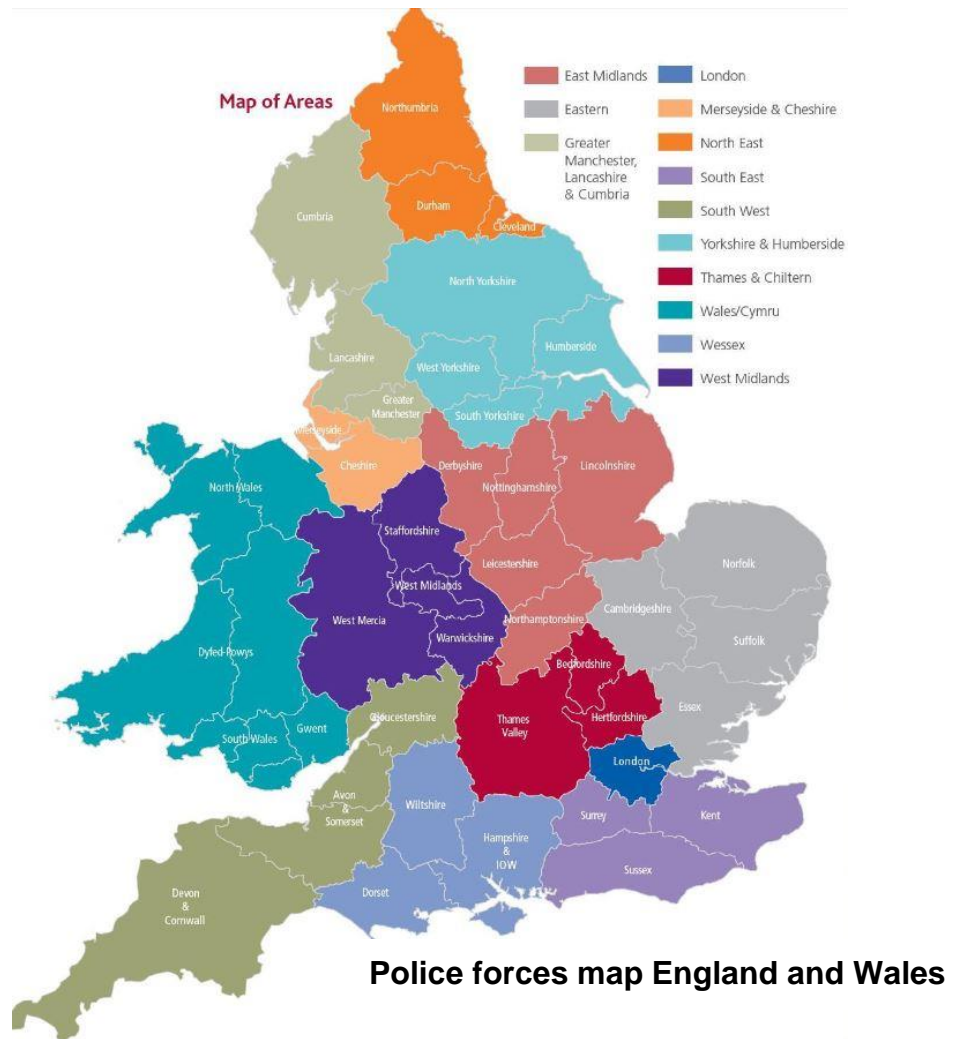 Map of Areas
East Midlands
Eastern
Greater
Manchester,
Lancashire
& Cumbria
London
Merseyside & Cheshire
North East
South East
South West
Yorkshire & Humberside
Thames & Chiltern
Wales/Cymru
Wessex
West Midlands
Northumbria
Durham
Cleveland
Cumbria
North Yorkshire
Humberside
Lancashire
West Yorkshire
Greater
Manchester
South Yorkshire
Merseyside
Cheshire
Derbyshire
Lincolnshire
Nottinghamshire
North Wales
Staffordshire
Leicestershire
Norfolk
West Midlands
Cambridgeshire
West Mercia
Northamptonshire
Warwickshire
Suffolk
Dyfed-Powys
Bedfordshire
Essex
Gloucestershire
Hertfordshire
Thames
Valley
Gwent
South Wales
London
Avon
&
Somerset
Wiltshire
Surrey
Kent
Hampshire
&
IOW
Sussex
Dorset
Devon
&
Cornwall
Police forces map England and Wales